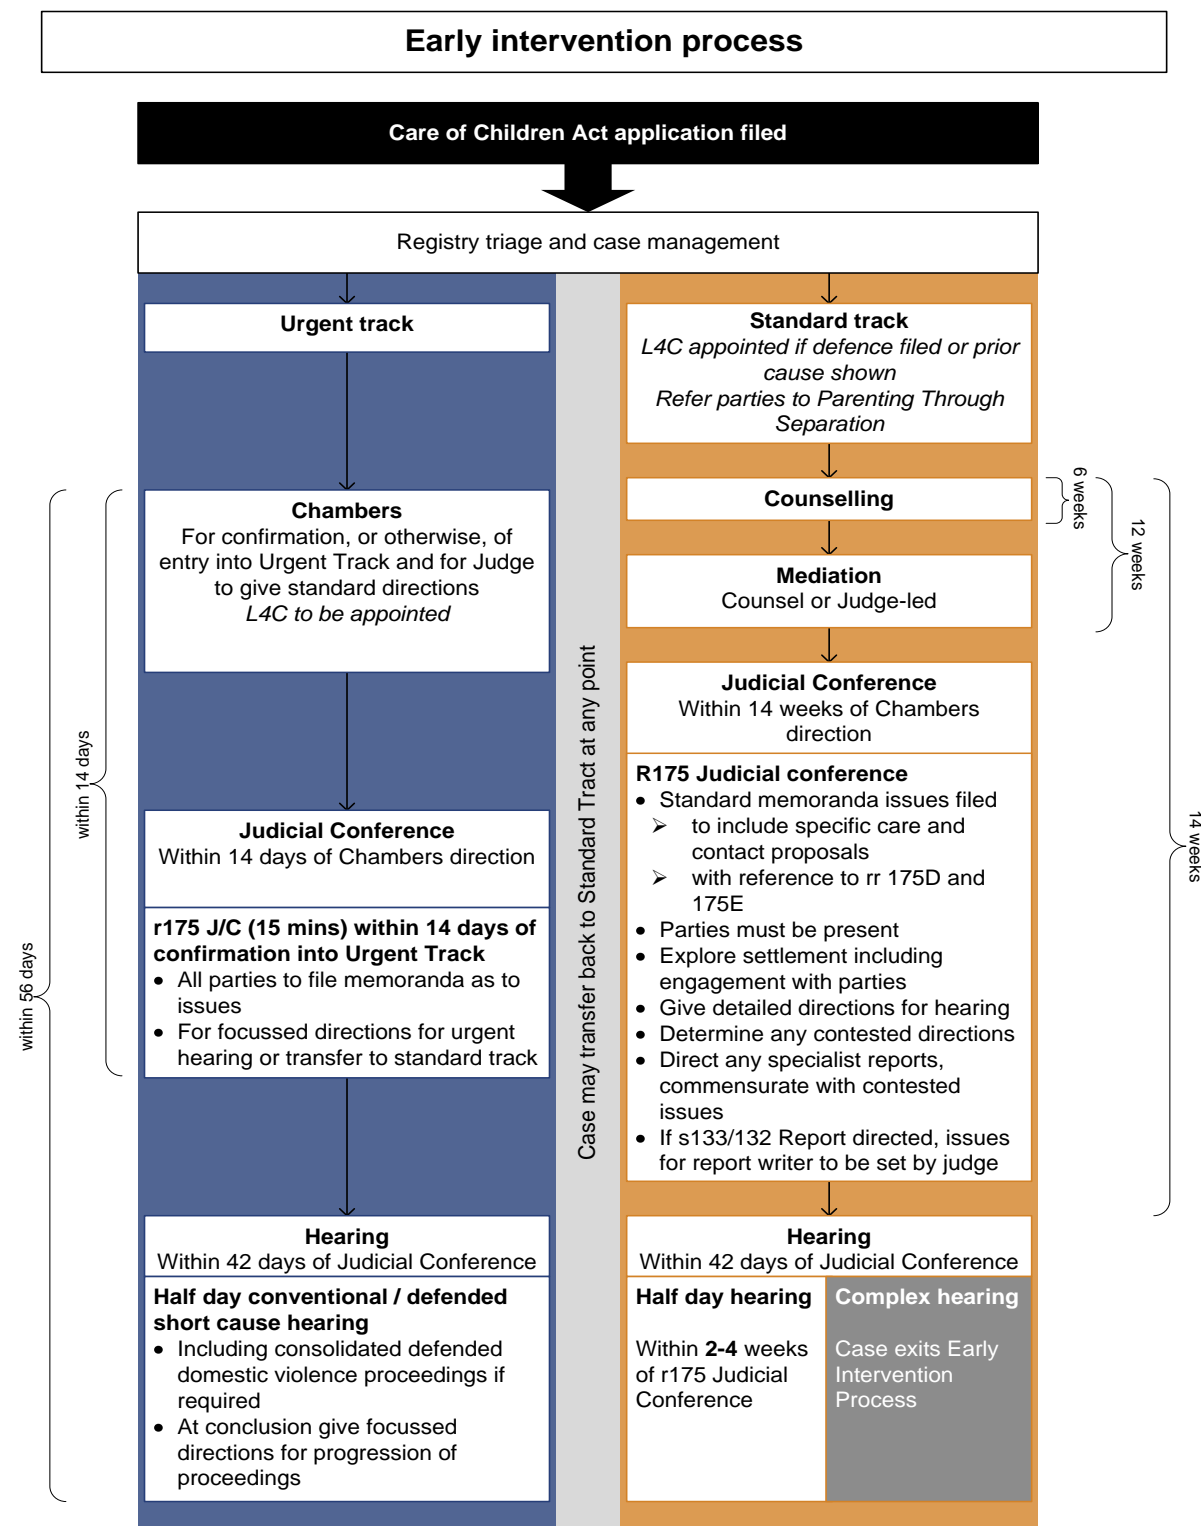 Early intervention process
Care of Children Act application filed
Registry triage and case management
Urgent track
Chambers
For confirmation, or otherwise, of
entry into Urgent Track and for Judge
to give standard directions
L4C to be appointed
Judicial Conference
Within 14 days of Chambers direction
r175 J/C (15 mins) within 14 days of
confirmation into Urgent Track
• All parties to file memoranda as to
issues
• For focussed directions for urgent
hearing or transfer to standard track
Hearing
Within 42 days of Judicial Conference
Half day conventional / defended
short cause hearing
• Including consolidated defended
domestic violence proceedings if
required
• At conclusion give focussed
directions for progression of
proceedings
within 14 days
within 56 days
Case may transfer back to Standard Tract at any point
Standard track
L4C appointed if defence filed or prior
cause shown
Refer parties to Parenting Through
Separation
Counselling
Mediation
Counsel or Judge-led
Judicial Conference
Within 14 weeks of Chambers
direction
R175 Judicial conference
• Standard memoranda issues filed
➢ to include specific care and
contact proposals
➢ with reference to rr 175D and
175E
• Parties must be present
• Explore settlement including
engagement with parties
• Give detailed directions for hearing
• Determine any contested directions
• Direct any specialist reports,
commensurate with contested
issues
• If s133/132 Report directed, issues
for report writer to be set by judge
Hearing
Within 42 days of Judicial Conference
Half day hearing
Within 2-4 weeks
of r175 Judicial
Conference
Complex hearing
Case exits Early
Intervention
Process
6 weeks
12 weeks
14 weeks